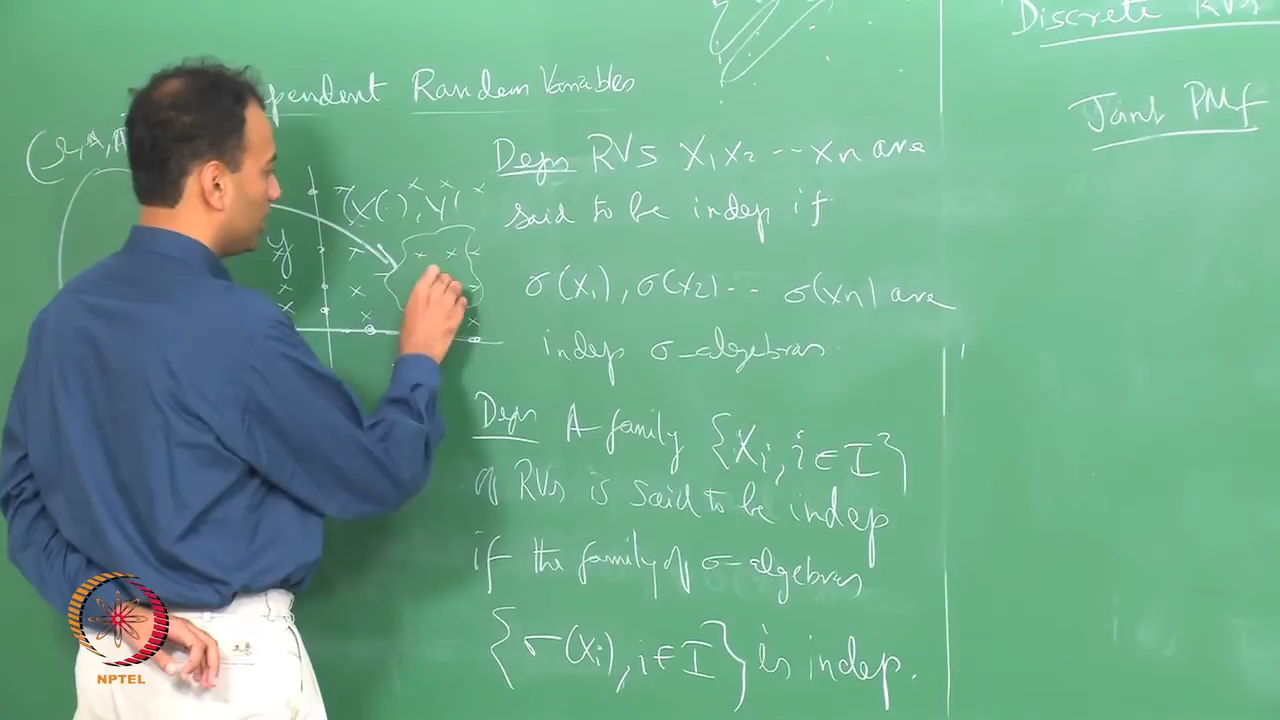 pendent Random Variables
(X(·), Y(
y
Defn RVs X1 X2 ... Xn are
said to be indep if
σ(X1), σ(X2) ... σ(Xn) are
indep σ-algebras.
Defn A family {Xi, i ∈ I}
of RVs is said to be indep
if the family of σ-algebras
{σ(Xi), i ∈ I} is indep.
Discrete RVs
Joint PMf
NPTEL